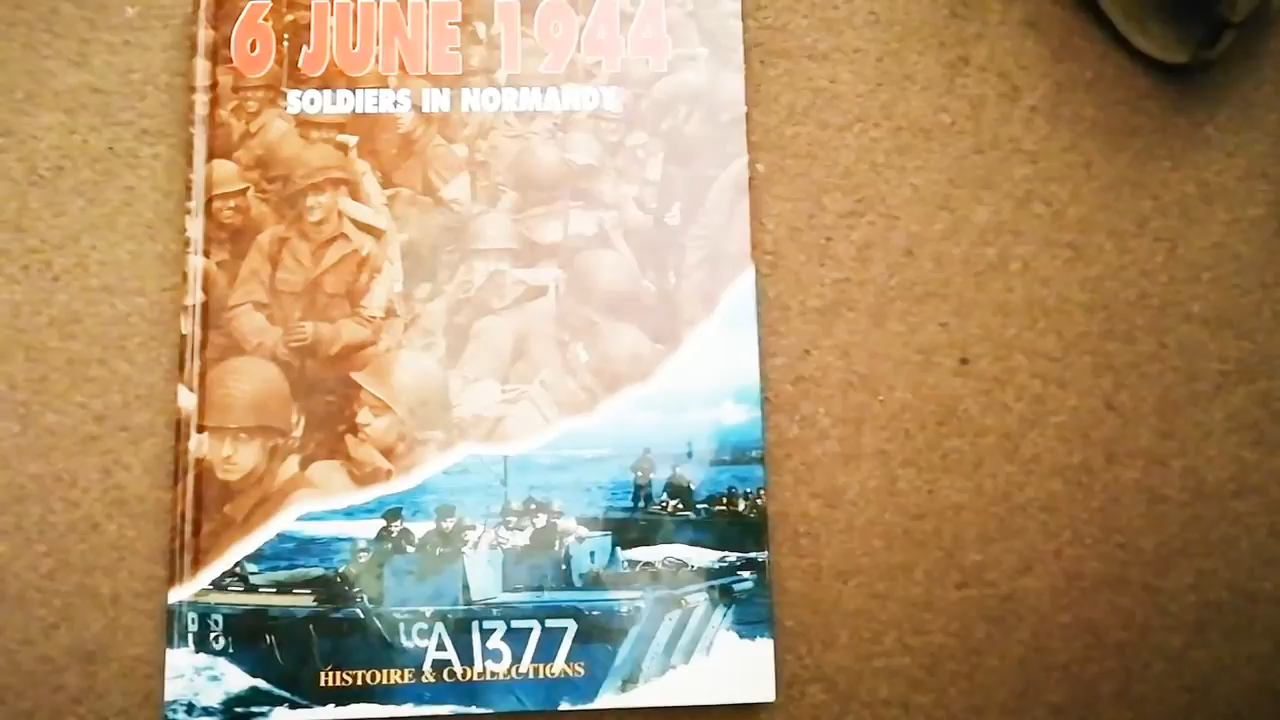 6 JUNE 1944
SOLDIERS IN NORMANDY
LCA 1377
HISTOIRE & COLLECTIONS